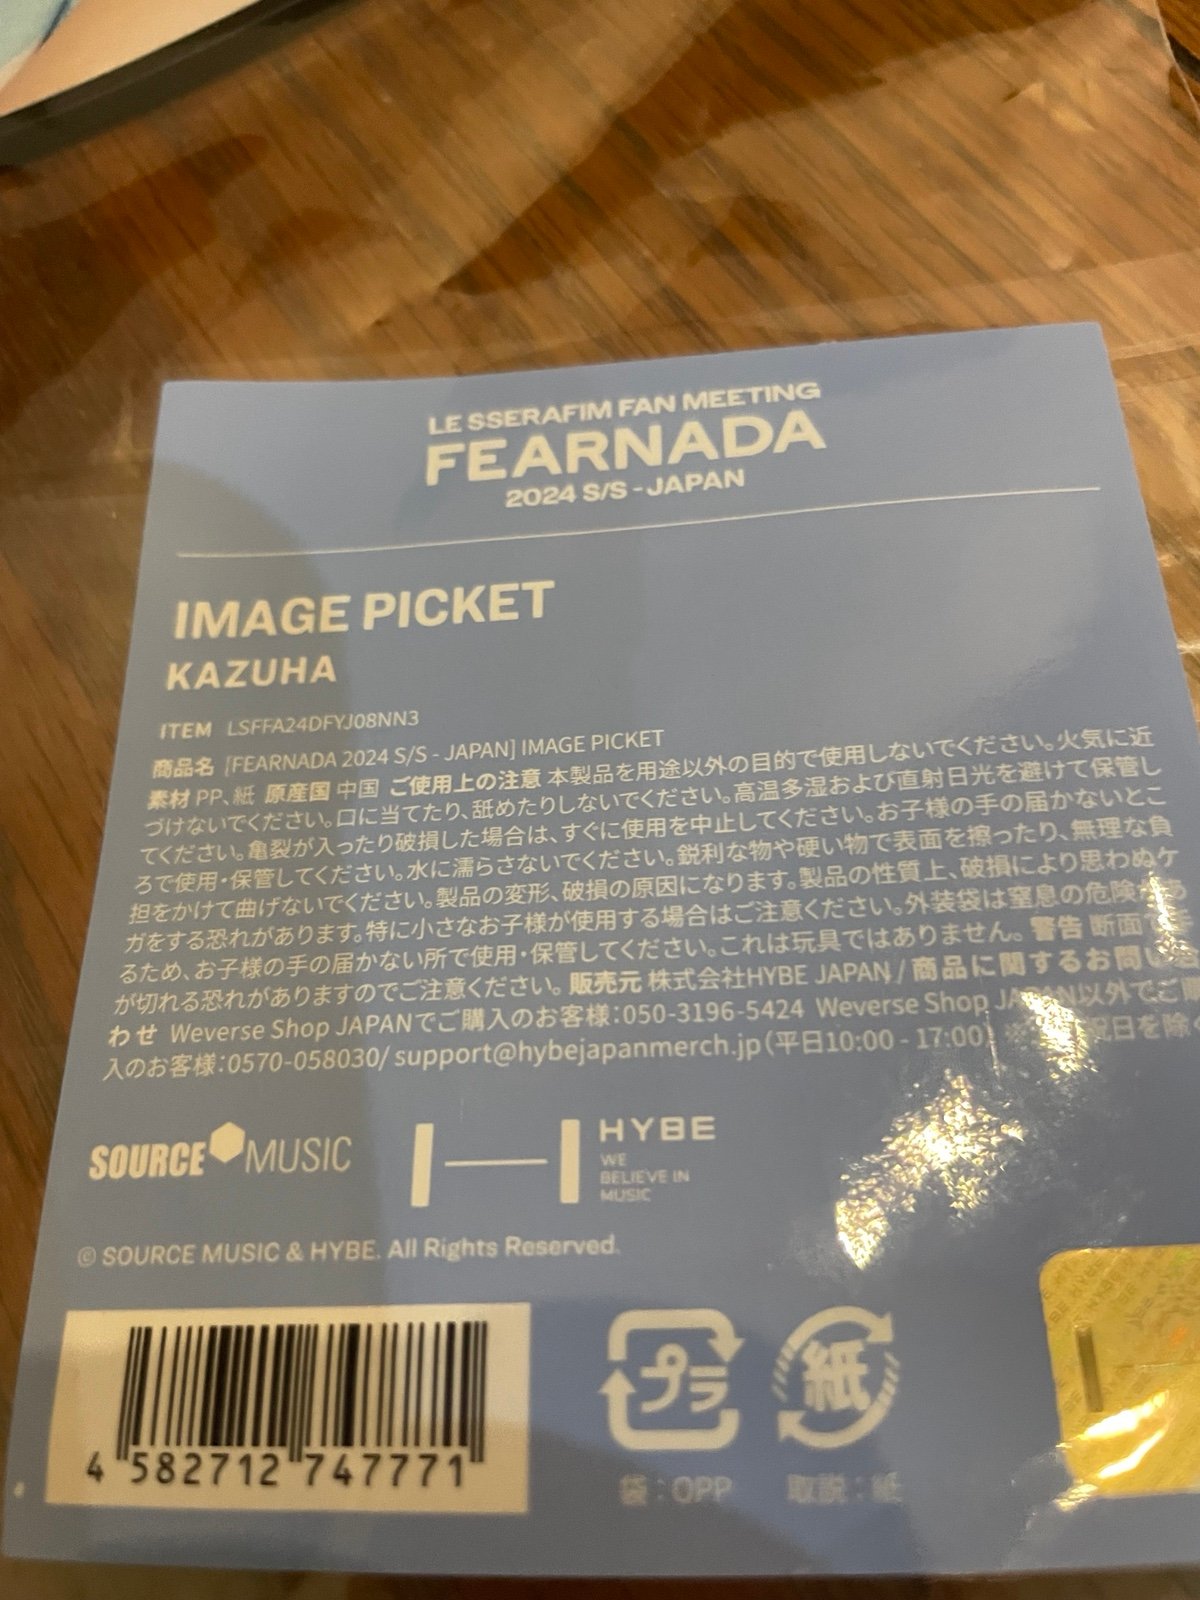 LE SSERAFIM FAN MEETING
FEARNADA
2024 S/S - JAPAN
IMAGE PICKET
KAZUHA
ITEM LSFFA24DFYJ08NN3
商品名 [FEARNADA 2024 S/S - JAPAN] IMAGE PICKET
素材 PP、紙 原産国 中国 ご使用上の注意 本製品を用途以外の目的で使用しないでください。火気に近
づけないでください。口に当てたり、舐めたりしないでください。高温多湿および直射日光を避けて保管し
てください。亀裂が入ったり破損した場合は、すぐに使用を中止してください。お子様の手の届かないとこ
ろで使用・保管してください。水に濡らさないでください。鋭利な物や硬い物で表面を擦ったり、無理な負
担をかけて曲げないでください。製品の変形、破損の原因になります。製品の性質上、破損により思わぬケ
ガをする恐れがあります。特に小さなお子様が使用する場合はご注意ください。外装袋は窒息の危険があ
るため、お子様の手の届かない所で使用・保管してください。これは玩具ではありません。 警告 断面で手
が切れる恐れがありますのでご注意ください。 販売元 株式会社HYBE JAPAN / 商品に関するお問い合
わせ Weverse Shop JAPANでご購入のお客様:050-3196-5424 Weverse Shop JAPAN以外でご購
入のお客様:0570-058030/ support@hybejapanmerch.jp(平日10:00 - 17:00) 祝日を除
SOURCE MUSIC
HYBE
WE
BELIEVE IN
MUSIC
© SOURCE MUSIC & HYBE. All Rights Reserved.
4 582712 747771
プラ
紙
袋:OPP
取説:紙